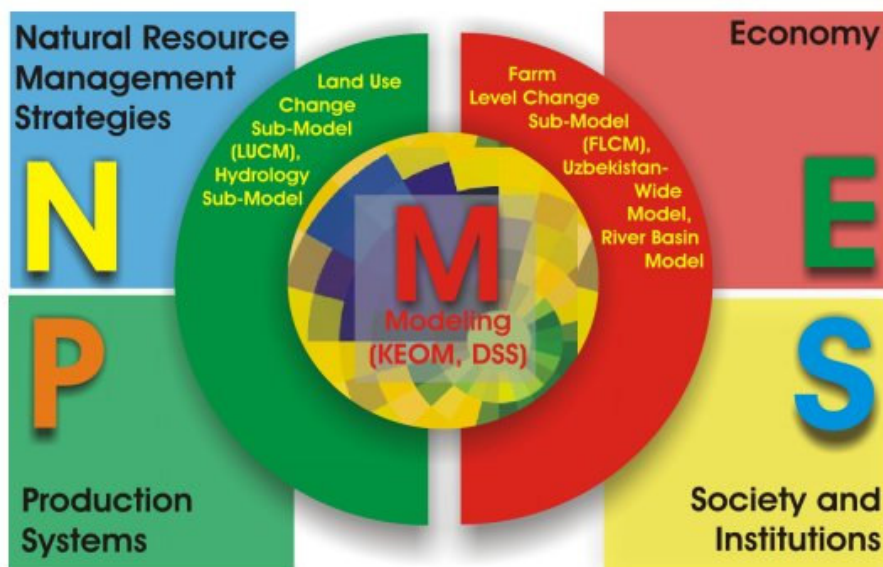 Natural Resource
Management
Strategies
N
Land Use
Change
Sub-Model
(LUCM),
Hydrology
Sub-Model
Farm
Level Change
Sub-Model
(FLCM),
Uzbekistan-
Wide
Model,
River Basin
Model
Economy
E
M
Modeling
(KEOM, DSS)
P
Production
Systems
S
Society and
Institutions